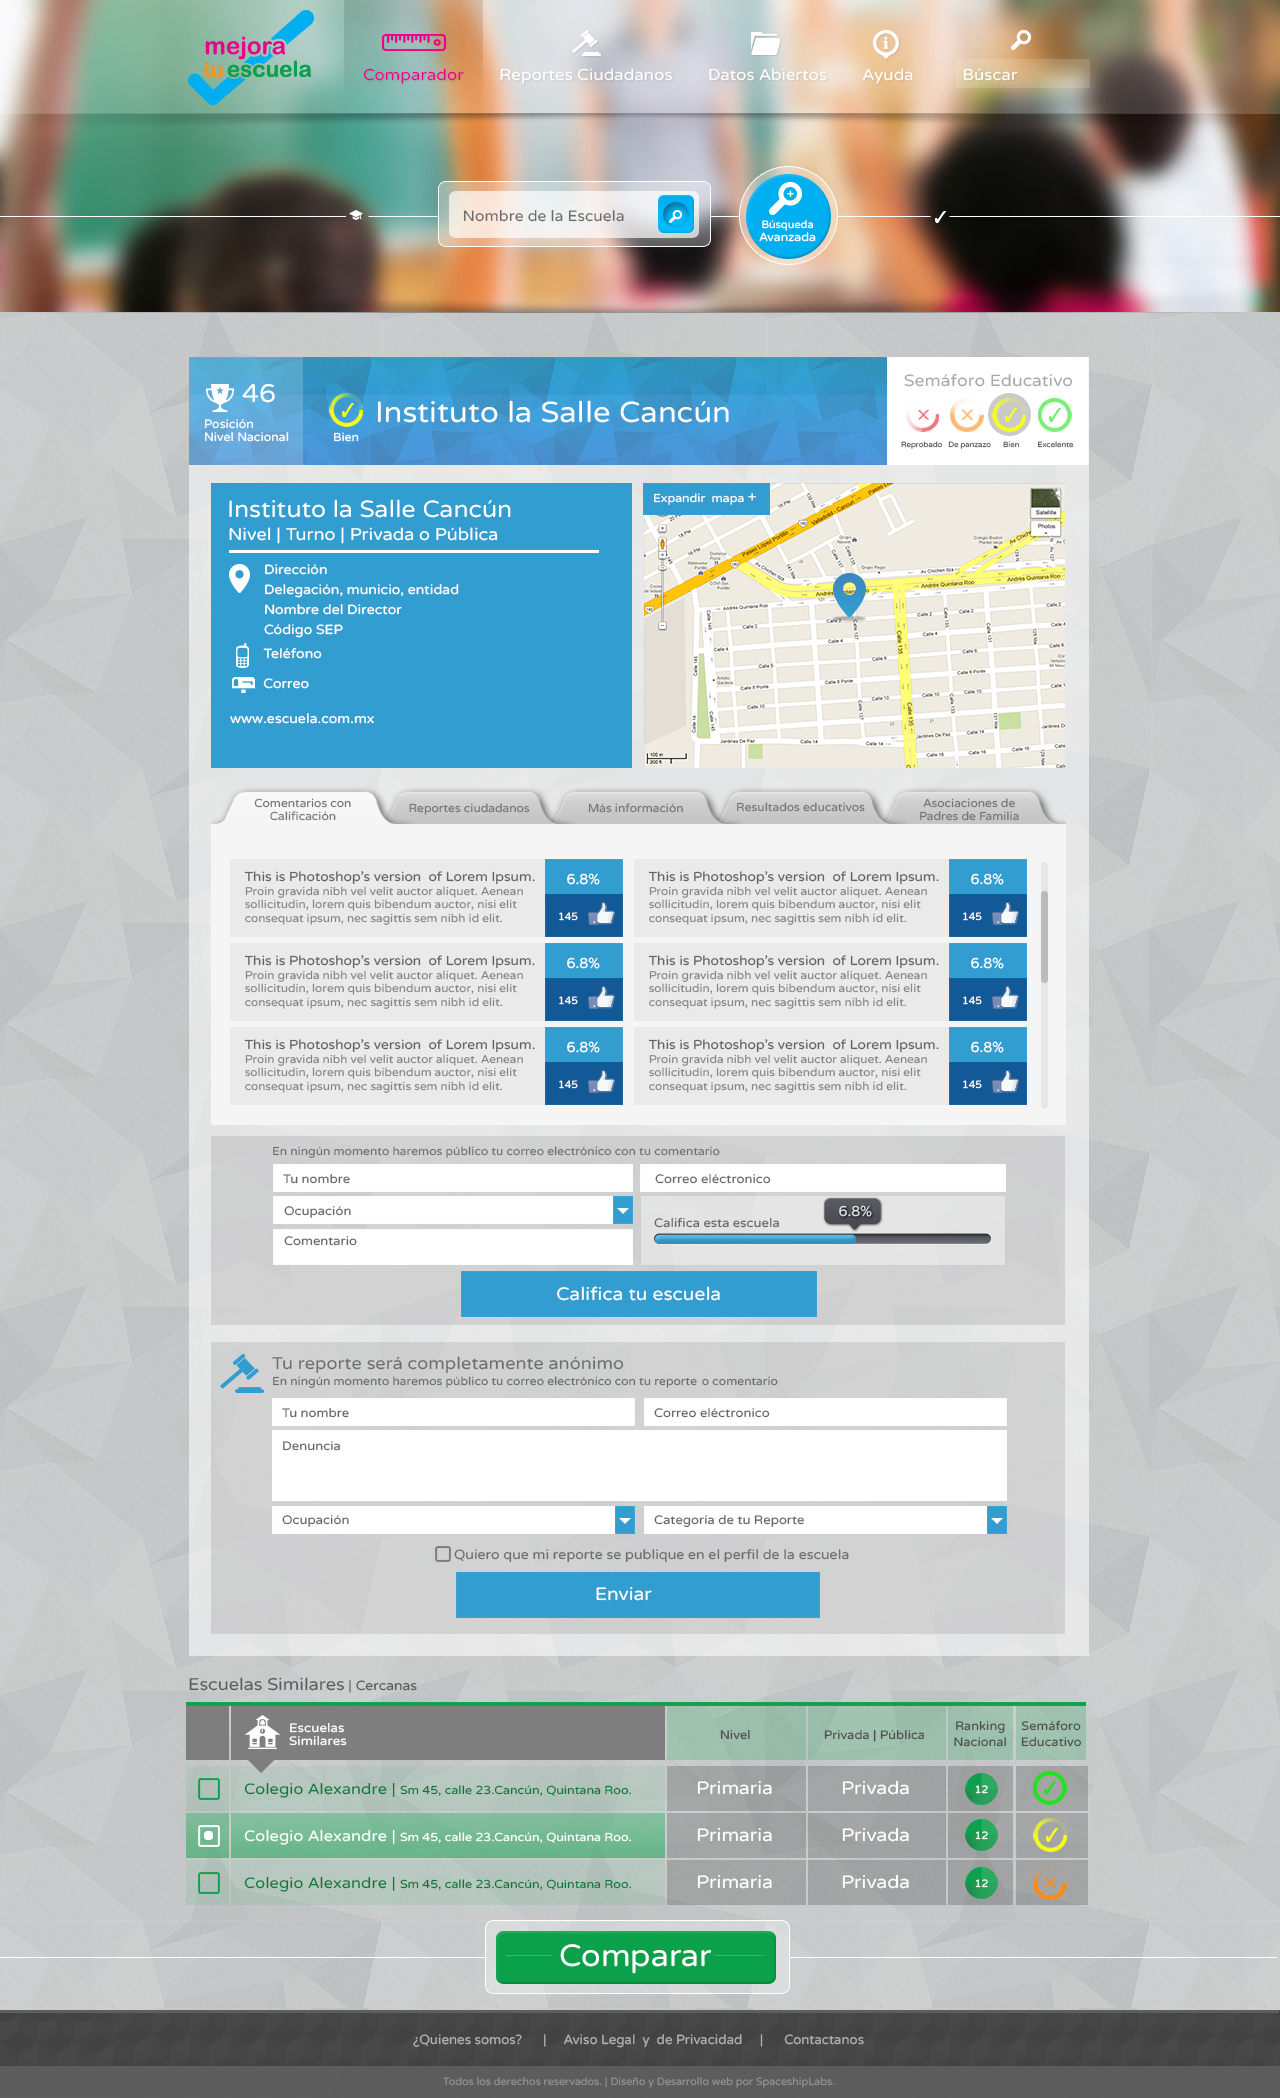 mejora
tu escuela
Comparador
Reportes Ciudadanos
Datos Abiertos
Ayuda
Búscar
Nombre de la Escuela
Búsqueda
Avanzada
46
Posición
Nivel Nacional
Bien
Instituto la Salle Cancún
Semáforo Educativo
Reprobado
De panzazo
Bien
Excelente
Instituto la Salle Cancún
Nivel | Turno | Privada o Pública
Dirección
Delegación, municio, entidad
Nombre del Director
Código SEP
Teléfono
Correo
www.escuela.com.mx
Expandir mapa +
Satellite
Photos
Comentarios con
Calificación
Reportes ciudadanos
Más información
Resultados educativos
Asociaciones de
Padres de Família
This is Photoshop's version of Lorem Ipsum.
Proin gravida nibh vel velit auctor aliquet. Aenean
sollicitudin, lorem quis bibendum auctor, nisi elit
consequat ipsum, nec sagittis sem nibh id elit.
6.8%
145
This is Photoshop's version of Lorem Ipsum.
Proin gravida nibh vel velit auctor aliquet. Aenean
sollicitudin, lorem quis bibendum auctor, nisi elit
consequat ipsum, nec sagittis sem nibh id elit.
6.8%
145
This is Photoshop's version of Lorem Ipsum.
Proin gravida nibh vel velit auctor aliquet. Aenean
sollicitudin, lorem quis bibendum auctor, nisi elit
consequat ipsum, nec sagittis sem nibh id elit.
6.8%
145
This is Photoshop's version of Lorem Ipsum.
Proin gravida nibh vel velit auctor aliquet. Aenean
sollicitudin, lorem quis bibendum auctor, nisi elit
consequat ipsum, nec sagittis sem nibh id elit.
6.8%
145
This is Photoshop's version of Lorem Ipsum.
Proin gravida nibh vel velit auctor aliquet. Aenean
sollicitudin, lorem quis bibendum auctor, nisi elit
consequat ipsum, nec sagittis sem nibh id elit.
6.8%
145
This is Photoshop's version of Lorem Ipsum.
Proin gravida nibh vel velit auctor aliquet. Aenean
sollicitudin, lorem quis bibendum auctor, nisi elit
consequat ipsum, nec sagittis sem nibh id elit.
6.8%
145
En ningún momento haremos público tu correo electrónico con tu comentario
Tu nombre
Correo eléctronico
Ocupación
Califica esta escuela
6.8%
Comentario
Califica tu escuela
Tu reporte será completamente anónimo
En ningún momento haremos público tu correo electrónico con tu reporte o comentario
Tu nombre
Correo eléctronico
Denuncia
Ocupación
Categoría de tu Reporte
Quiero que mi reporte se publique en el perfil de la escuela
Enviar
Escuelas Similares | Cercanas
Escuelas
Similares
Nivel
Privada | Pública
Ranking
Nacional
Semáforo
Educativo
Colegio Alexandre | Sm 45, calle 23.Cancún, Quintana Roo.
Primaria
Privada
12
Colegio Alexandre | Sm 45, calle 23.Cancún, Quintana Roo.
Primaria
Privada
12
Colegio Alexandre | Sm 45, calle 23.Cancún, Quintana Roo.
Primaria
Privada
12
Comparar
¿Quienes somos? | Aviso Legal y de Privacidad | Contactanos
Todos los derechos reservados. | Diseño y Desarrollo web por SpaceshipLabs.